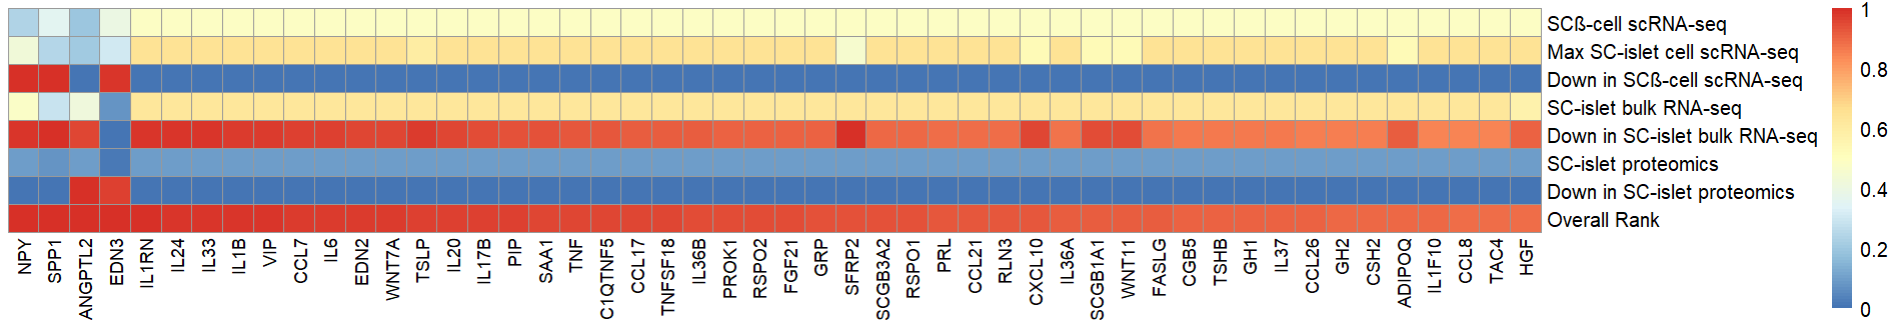 SCß-cell scRNA-seq
Max SC-islet cell scRNA-seq
Down in SCß-cell scRNA-seq
SC-islet bulk RNA-seq
Down in SC-islet bulk RNA-seq
SC-islet proteomics
Down in SC-islet proteomics
Overall Rank
1
0.8
0.6
0.4
0.2
0
NPY
SPP1
ANGPTL2
EDN3
IL1RN
IL24
IL33
IL1B
VIP
CCL7
IL6
EDN2
WNT7A
TSLP
IL20
IL17B
PIP
SAA1
TNF
C1QTNF5
CCL17
TNFSF18
IL36B
PROK1
RSPO2
FGF21
GRP
SFRP2
SCGB3A2
RSPO1
PRL
CCL21
RLN3
CXCL10
IL36A
SCGB1A1
WNT11
FASLG
CGB5
TSHB
GH1
IL37
CCL26
GH2
CSH2
ADIPOQ
IL1F10
CCL8
TAC4
HGF